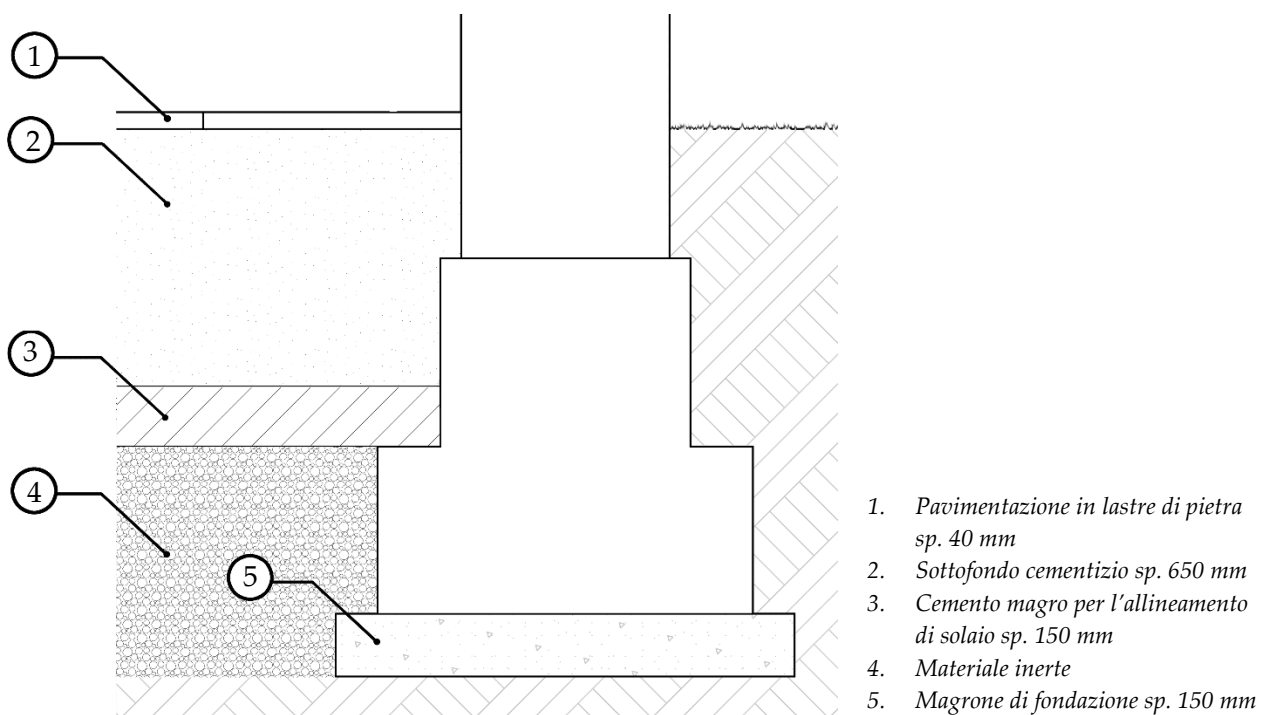 1
2
3
4
5
1. Pavimentazione in lastre di pietra
sp. 40 mm
2. Sottofondo cementizio sp. 650 mm
3. Cemento magro per l'allineamento
di solaio sp. 150 mm
4. Materiale inerte
5. Magrone di fondazione sp. 150 mm